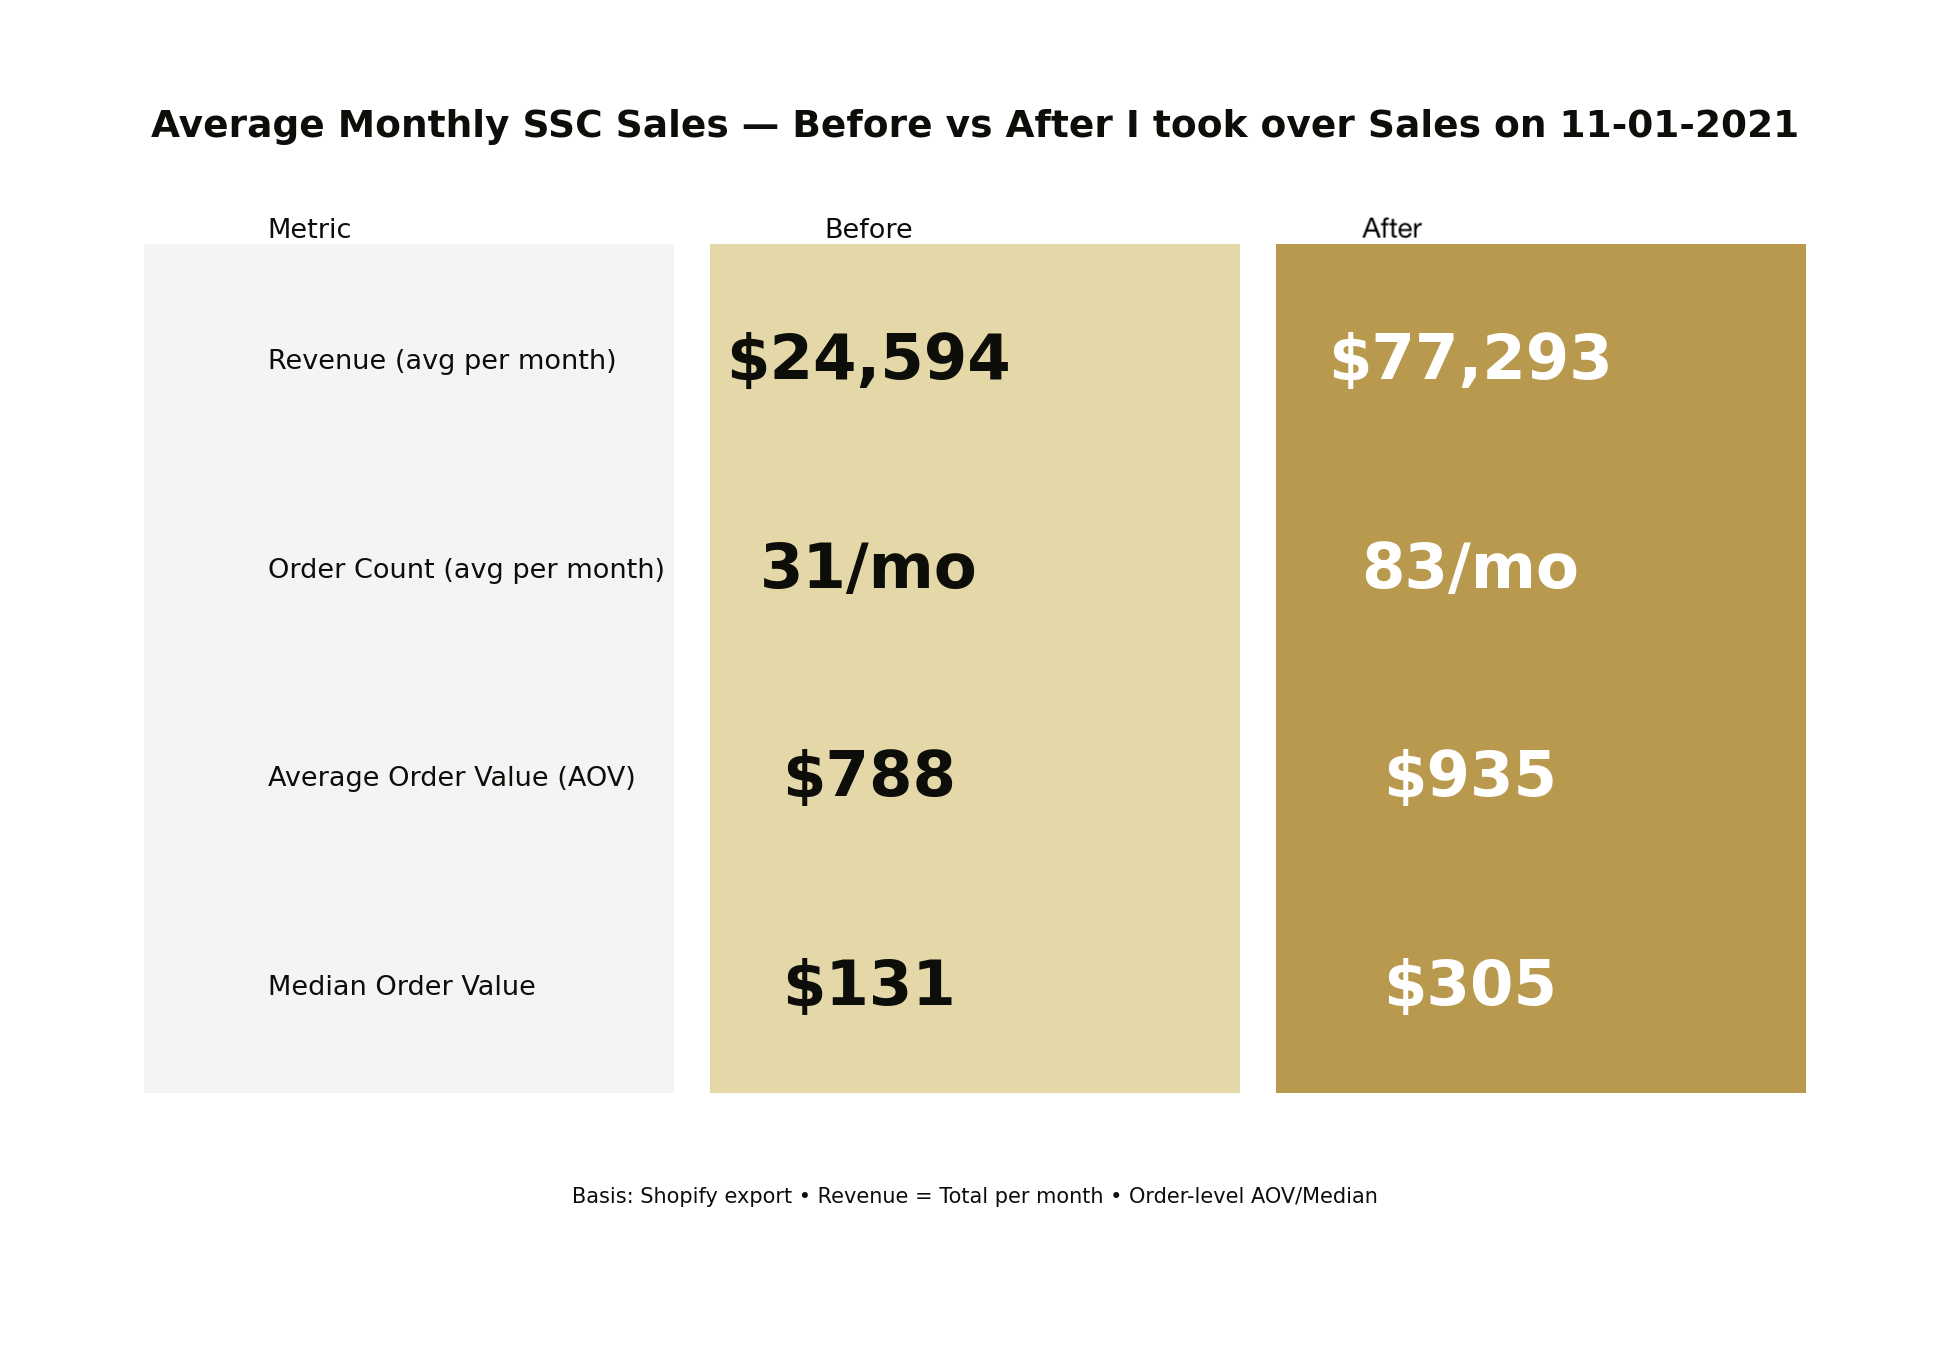 Average Monthly SSC Sales — Before vs After I took over Sales on 11-01-2021
Metric Before After
Revenue (avg per month) $24,594 $77,293
Order Count (avg per month) 31/mo 83/mo
Average Order Value (AOV) $788 $935
Median Order Value $131 $305
Basis: Shopify export • Revenue = Total per month • Order-level AOV/Median